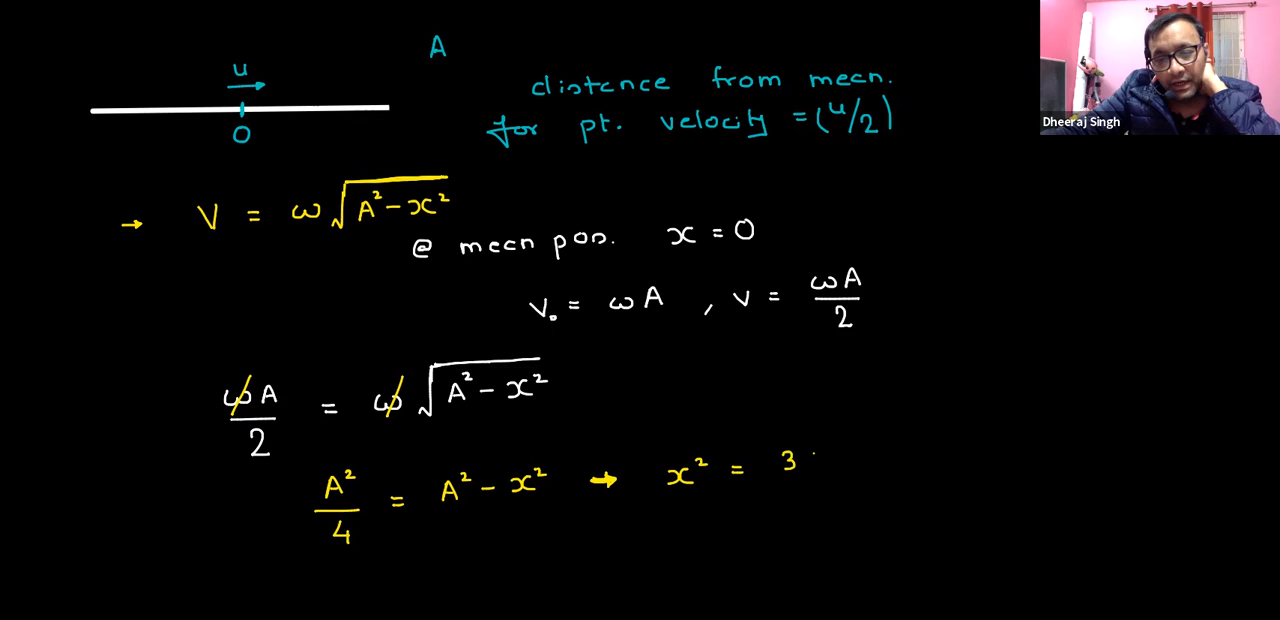 A
u
distance from mean.
O
for pt. velocity = (u/2)
Dheeraj Singh
→ V = ω√(A² - x²)
@ mean pos. x = 0
V₀ = ωA , v = ωA/2
ωA/2 = ω√(A² - x²)
A²/4 = A² - x² → x² = 3